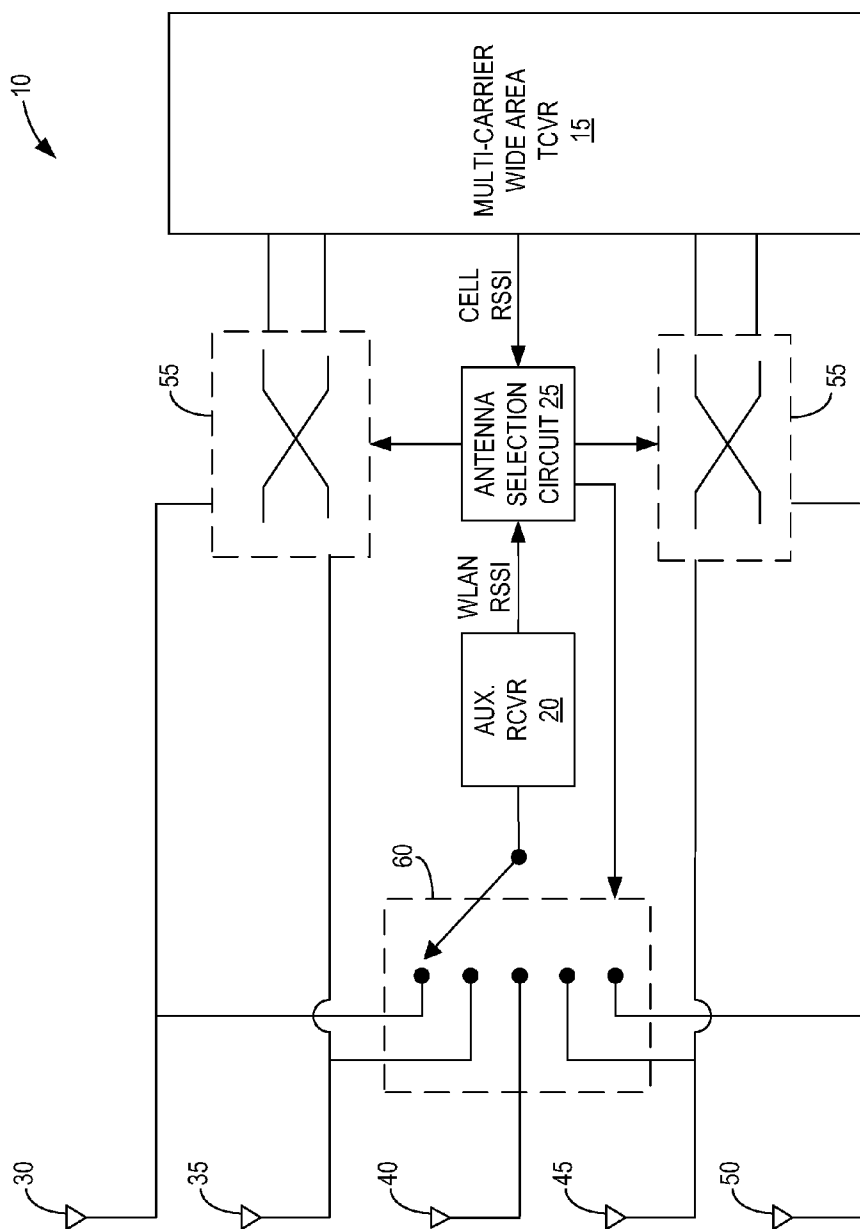 10
MULTI-CARRIER
WIDE AREA
TCVR
15
55
CELL
RSSI
ANTENNA
SELECTION
CIRCUIT 25
55
WLAN
RSSI
AUX.
RCVR
20
60
30
35
40
45
50